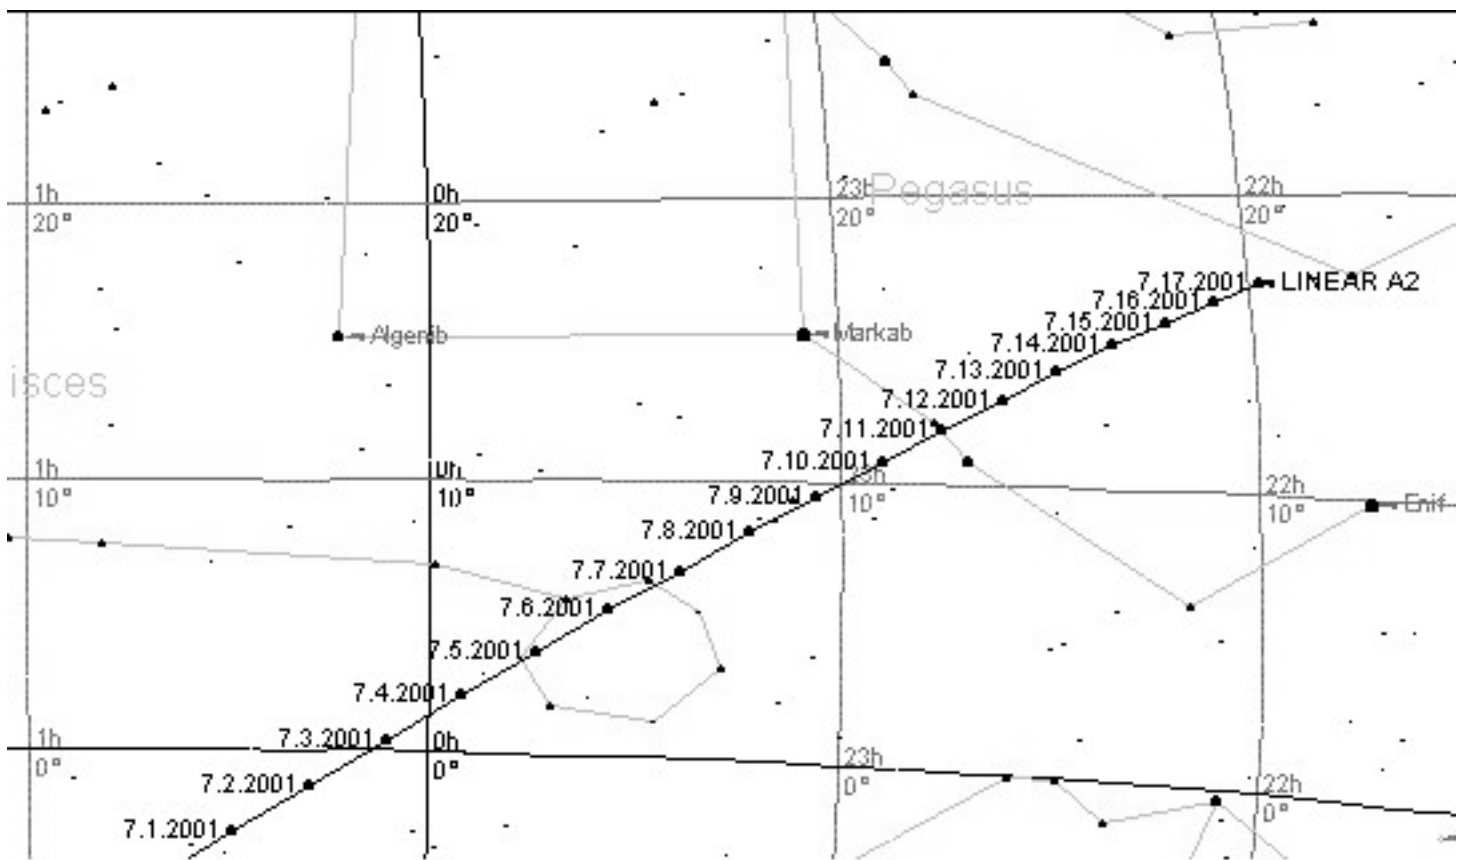 1h
20°
0h
20°
23h
20°
Pegasus
22h
20°
7.17.2001
LINEAR A2
7.16.2001
7.15.2001
Algenib
Markab
7.14.2001
7.13.2001
isces
7.12.2001
7.11.2001
7.10.2001
1h
10°
0h
10°
23h
10°
22h
10°
Enif
7.9.2001
7.8.2001
7.7.2001
7.6.2001
7.5.2001
7.4.2001
7.3.2001
1h
0°
0h
0°
23h
0°
22h
0°
7.2.2001
7.1.2001